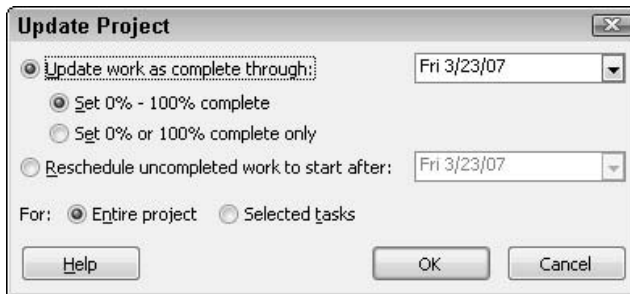 Update Project
Update work as complete through: Fri 3/23/07
Set 0% - 100% complete
Set 0% or 100% complete only
Reschedule uncompleted work to start after: Fri 3/23/07
For: Entire project Selected tasks
Help OK Cancel